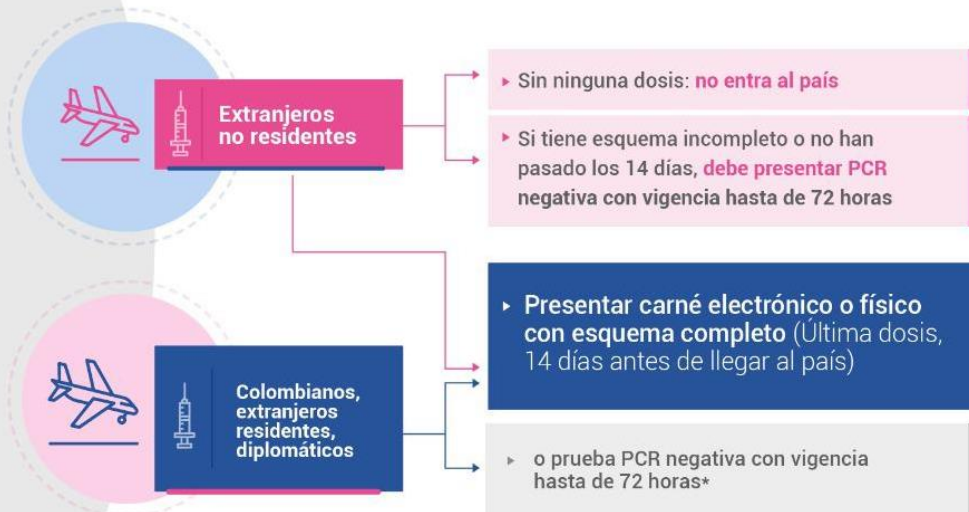 Extranjeros
no residentes
▸ Sin ninguna dosis: no entra al país
▸ Si tiene esquema incompleto o no han
pasado los 14 días, debe presentar PCR
negativa con vigencia hasta de 72 horas
Colombianos,
extranjeros
residentes,
diplomáticos
▸ Presentar carné electrónico o físico
con esquema completo (Última dosis,
14 días antes de llegar al país)
▸ o prueba PCR negativa con vigencia
hasta de 72 horas*